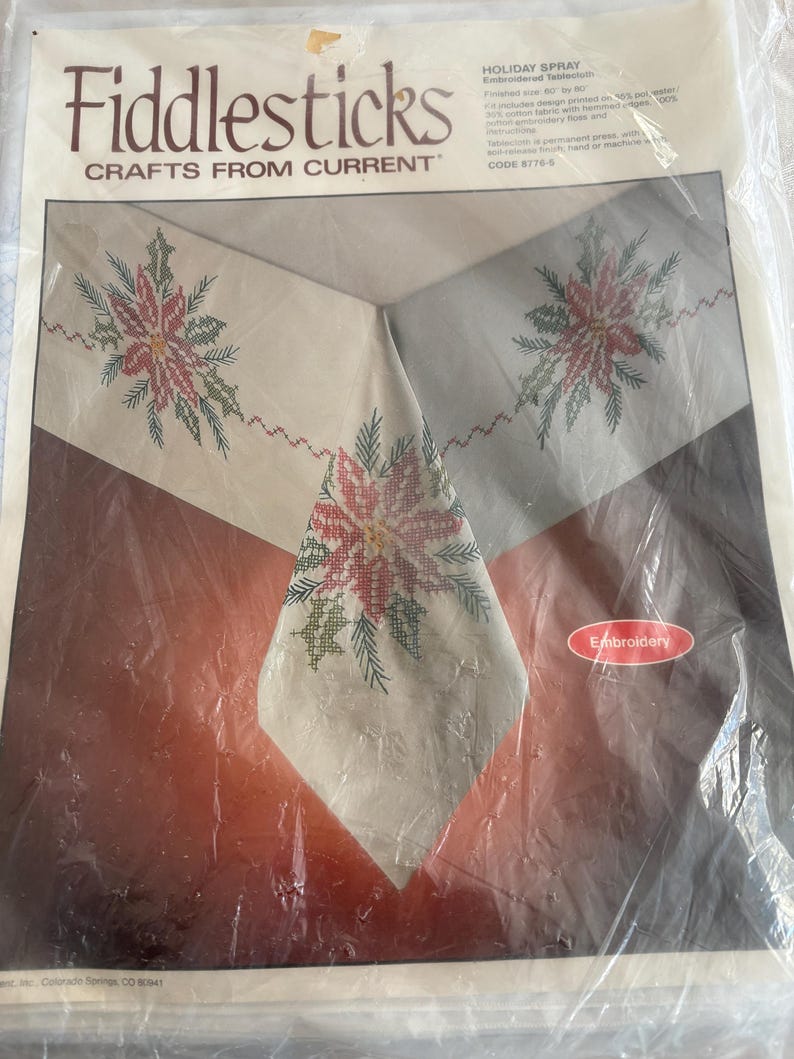 Fiddlesticks
CRAFTS FROM CURRENT®
HOLIDAY SPRAY
Embroidered Tablecloth
Finished size: 60" by 80"
Kit includes design printed on 65% polyester/
35% cotton fabric with hemmed edges, 100%
cotton embroidery floss and
instructions.
Tablecloth is permanent press, with a
soil-release finish, hand or machine wash.
CODE 8776-5
Embroidery
Inc., Colorado Springs, CO 80941